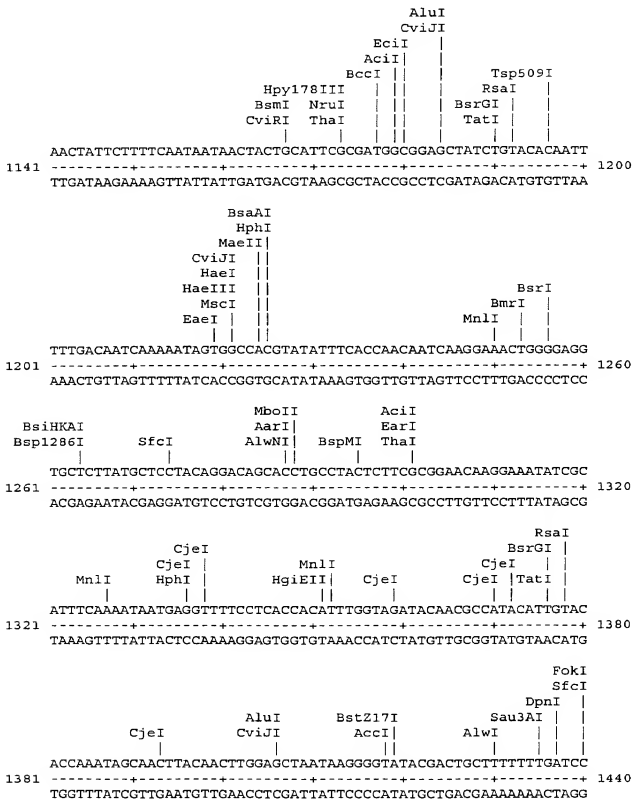 AluI
CviJI
EciI
AciI
BccI Tsp509I
Hpy178III RsaI
BsmI NruI BsrGI
CviRI ThaI TatI
AACTATTCTTTTCAATAATAACTACTGCATTCGCGATGGCGGAGCTATCTGTACACAATT
1141 ---------+---------+---------+---------+---------+---------+ 1200
TTGATAAGAAAAGTTATTATTGATGACGTAAGCGCTACCGCCTCGATAGACATGTGTTAA
BsaAI
HphI
MaeII
CviJI
HaeI
HaeIII BsrI
MscI BmrI
EaeI MnlI
TTTGACAATCAAAAATAGTGGCCACGTATATTTCACCAACAATCAAGGAAACTGGGGAGG
1201 ---------+---------+---------+---------+---------+---------+ 1260
AAACTGTTAGTTTTTATCACCGGTGCATATAAAGTGGTTGTTAGTTCCTTTGACCCCTCC
MboII AciI
BsiHKAI AarI EarI
Bsp1286I SfcI AlwNI BspMI ThaI
TGCTCTTATGCTCCTACAGGACAGCACCTGCCTACTCTTCGCGGAACAAGGAAATATCGC
1261 ---------+---------+---------+---------+---------+---------+ 1320
ACGAGAATACGAGGATGTCCTGTCGTGGACGGATGAGAAGCGCCTTGTTCCTTTATAGCG
RsaI
CjeI BsrGI
CjeI MnlI CjeI
MnlI HphI HgiEII CjeI CjeI TatI
ATTTCAAAATAATGAGGTTTTCCTCACCACATTTGGTAGATACAACGCCATACATTGTAC
1321 ---------+---------+---------+---------+---------+---------+ 1380
TAAAGTTTTATTACTCCAAAAGGAGTGGTGTAAACCATCTATGTTGCGGTATGTAACATG
FokI
SfcI
DpnI
AluI BstZ17I Sau3AI
CjeI CviJI AccI AlwI
ACCAAATAGCAACTTACAACTTGGAGCTAATAAGGGGTATACGACTGCTTTTTTTGATCC
1381 ---------+---------+---------+---------+---------+---------+ 1440
TGGTTTATCGTTGAATGTTGAACCTCGATTATTCCCCATATGCTGACGAAAAAAACTAGG